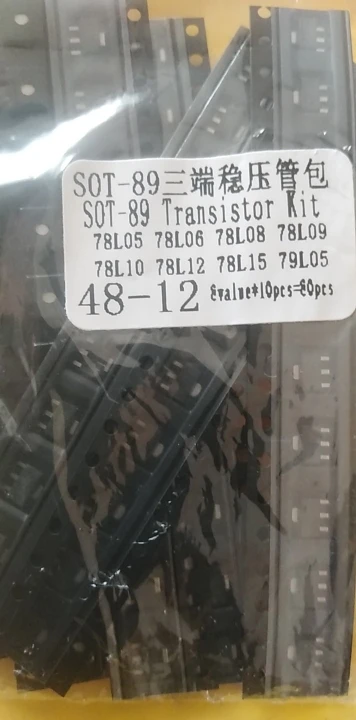 SOT-89三端稳压管包
SOT-89 Transistor Kit
78L05 78L06 78L08 78L09
78L10 78L12 78L15 79L05
48-12 8value*10pcs=80pcs